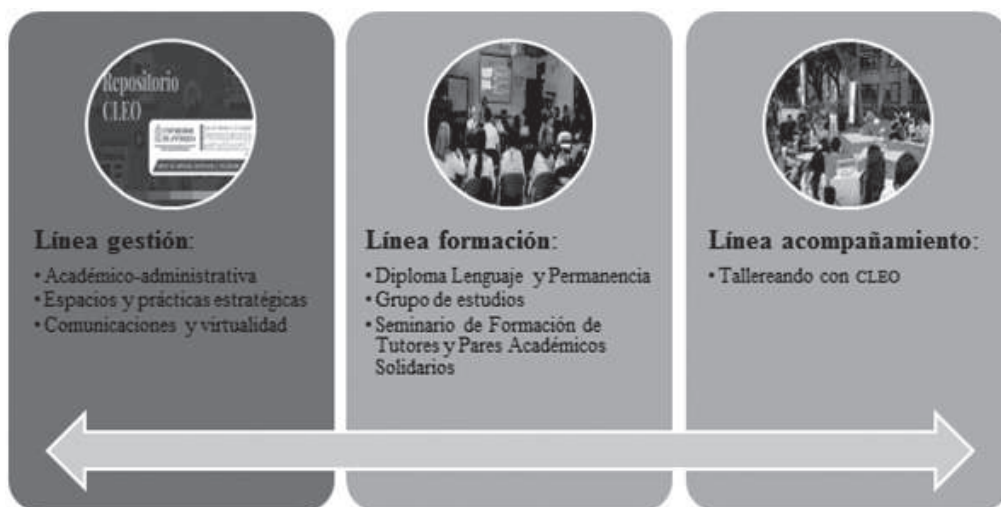 Repositorio
CLEO
Línea gestión:
• Académico-administrativa
• Espacios y prácticas estratégicas
• Comunicaciones y virtualidad
Línea formación:
• Diploma Lenguaje y Permanencia
• Grupo de estudios
• Seminario de Formación de
Tutores y Pares Académicos
Solidarios
Línea acompañamiento:
• Tallereando con CLEO